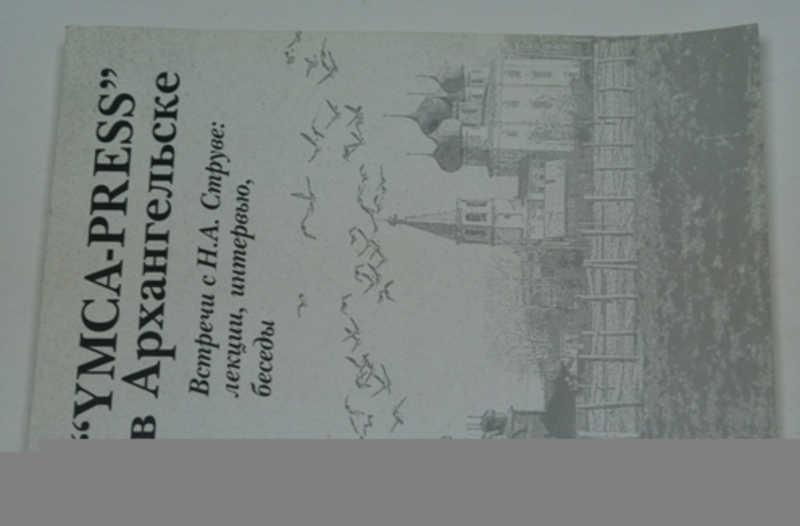 “YMCA-PRESS”
в Архангельске
Встречи с Н.А. Струве:
лекции, интервью,
беседы